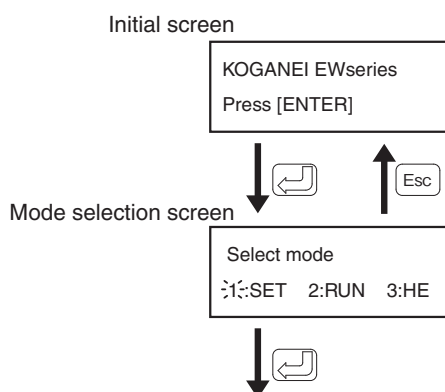 Initial screen
KOGANEI EWseries
Press [ENTER]
Esc
Mode selection screen
Select mode
1:SET 2:RUN 3:HE